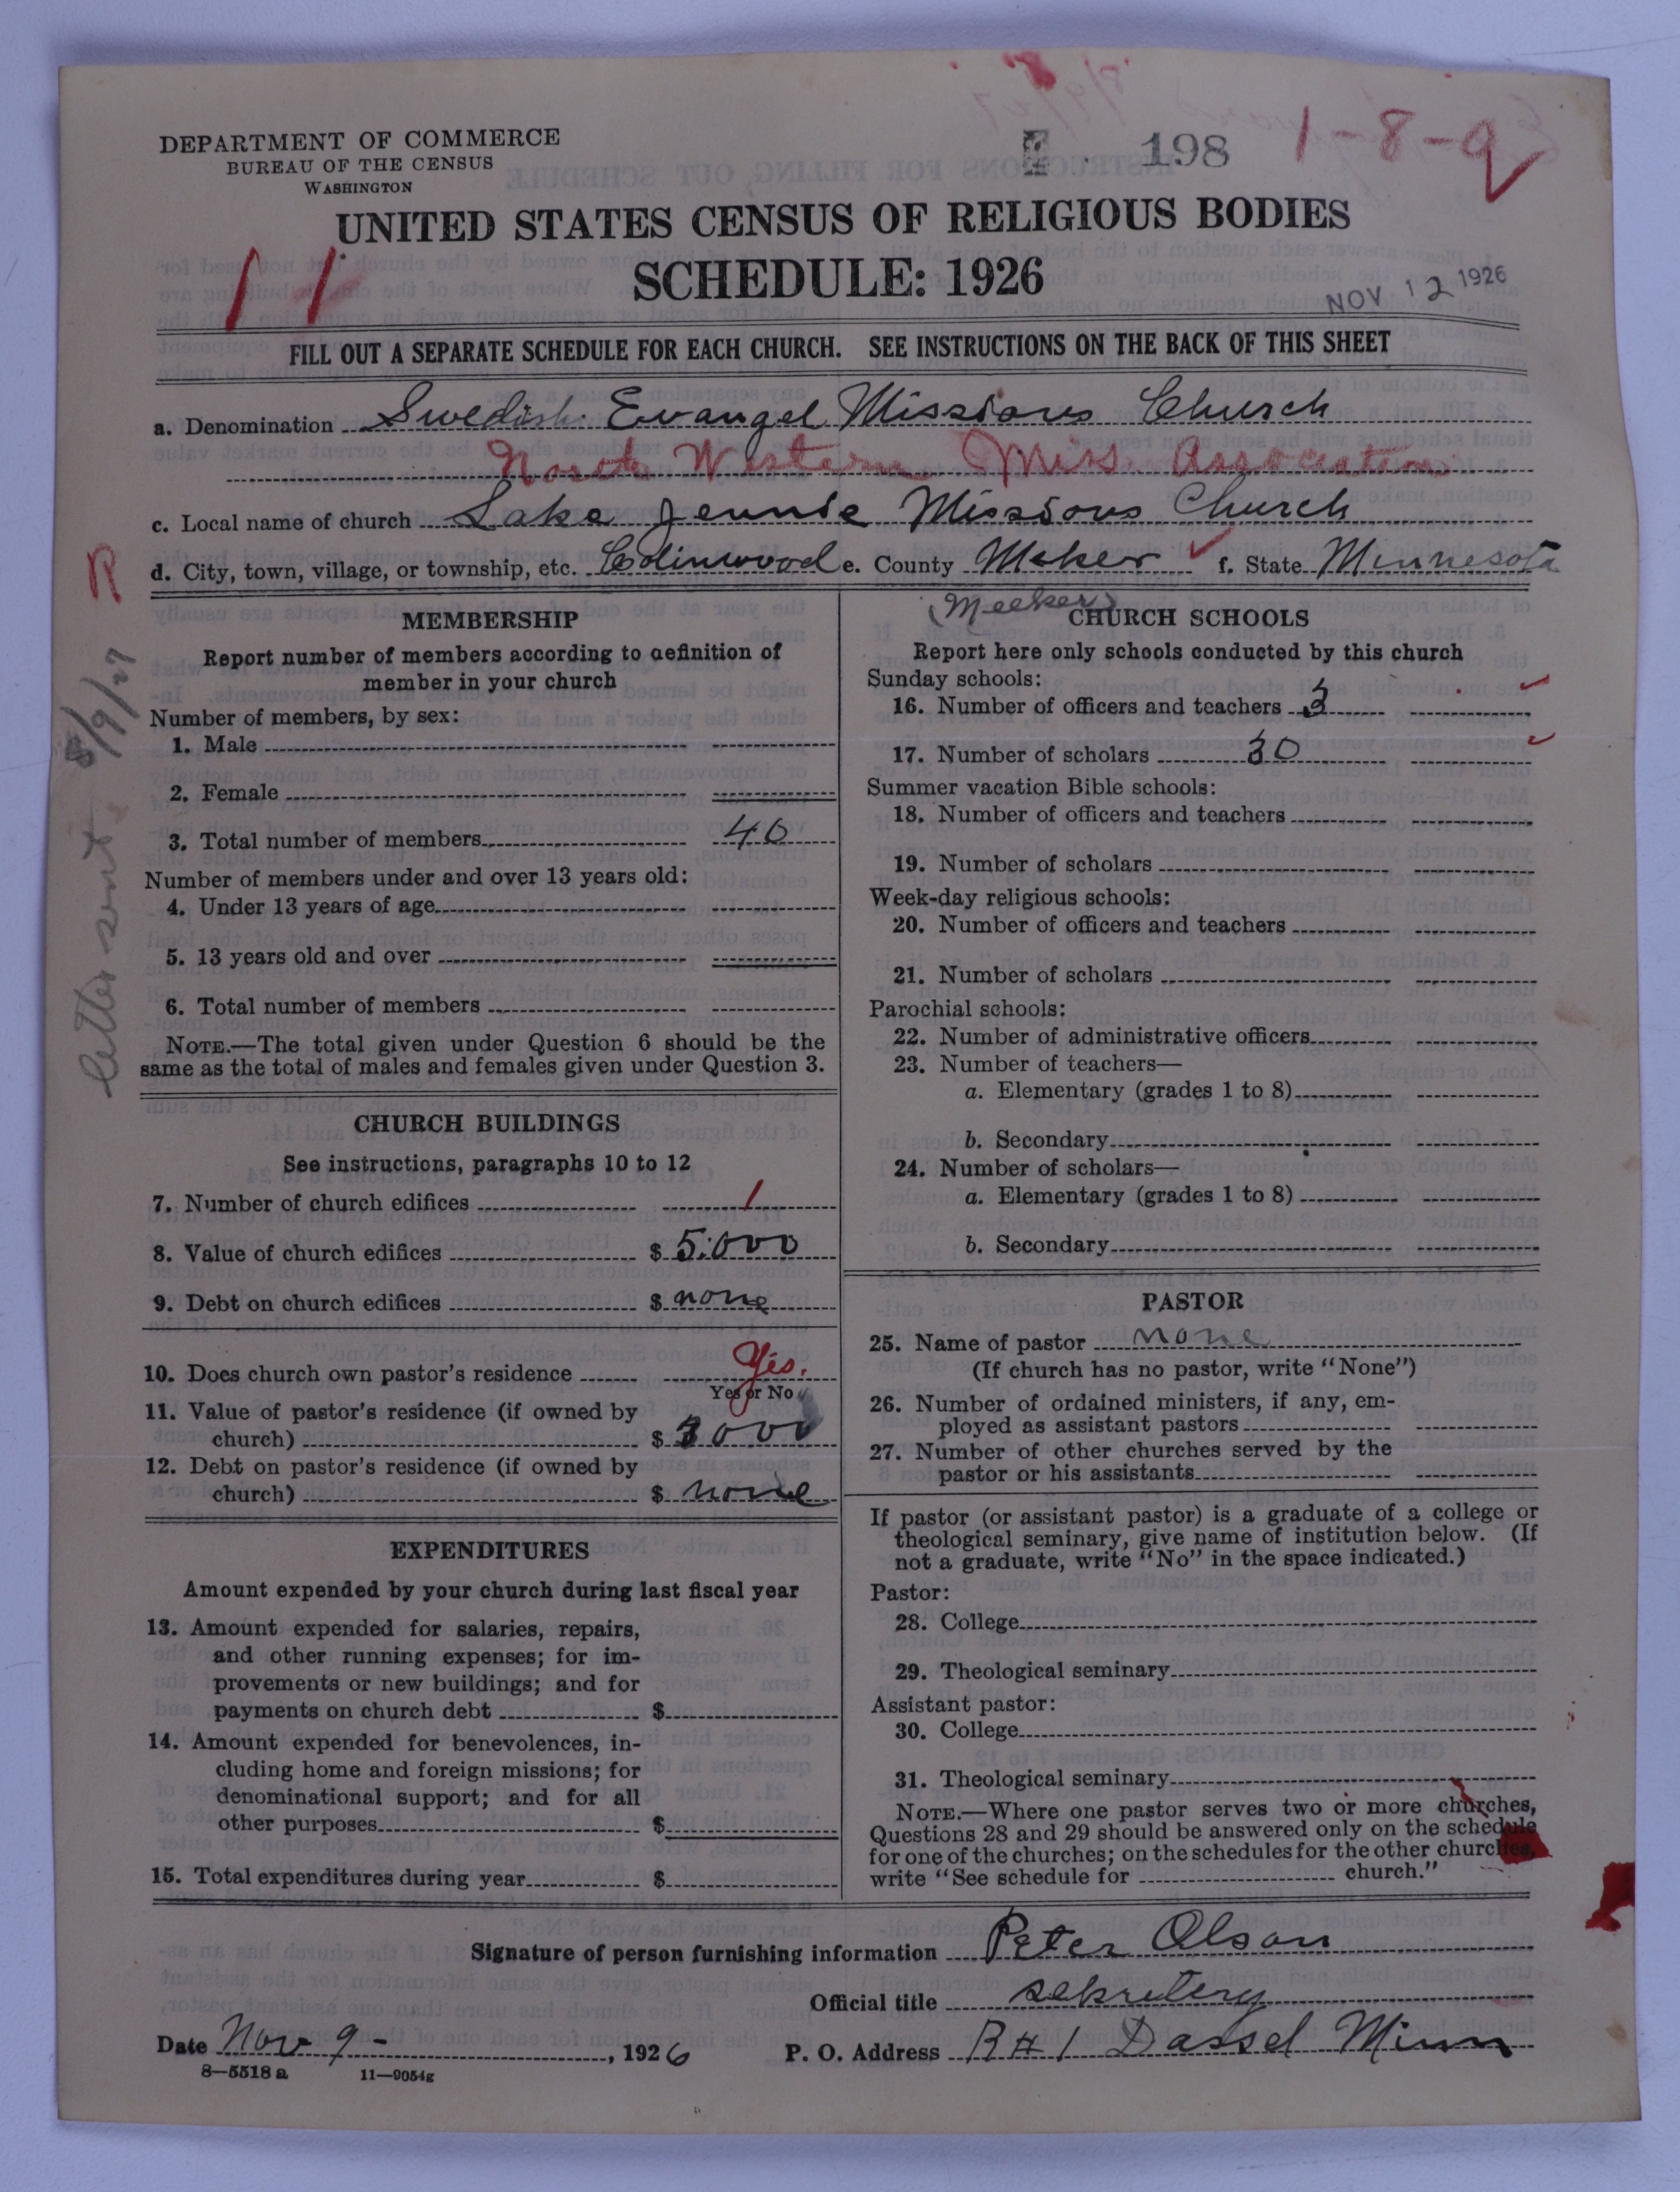 DEPARTMENT OF COMMERCE
BUREAU OF THE CENSUS
WASHINGTON
198
1-8-9
UNITED STATES CENSUS OF RELIGIOUS BODIES
SCHEDULE: 1926
11
NOV 12 1926
FILL OUT A SEPARATE SCHEDULE FOR EACH CHURCH. SEE INSTRUCTIONS ON THE BACK OF THIS SHEET
a. Denomination Swedish Evangel Missions Church
North Western Miss. Association
c. Local name of church Lake Jennie Missions Church
R
d. City, town, village, or township, etc. Colinwood e. County Meker f. State Minnesota
(Meeker)
Letter sent 8/9/27
MEMBERSHIP
Report number of members according to definition of
member in your church
Number of members, by sex:
1. Male
2. Female
3. Total number of members 40
Number of members under and over 13 years old:
4. Under 13 years of age
5. 13 years old and over
6. Total number of members
NOTE.—The total given under Question 6 should be the
same as the total of males and females given under Question 3.
CHURCH BUILDINGS
See instructions, paragraphs 10 to 12
7. Number of church edifices 1
8. Value of church edifices $ 5.000
9. Debt on church edifices $ none
10. Does church own pastor's residence Yes.
Yes or No
11. Value of pastor's residence (if owned by
church) $ 3000
12. Debt on pastor's residence (if owned by
church) $ none
EXPENDITURES
Amount expended by your church during last fiscal year
13. Amount expended for salaries, repairs,
and other running expenses; for im-
provements or new buildings; and for
payments on church debt $
14. Amount expended for benevolences, in-
cluding home and foreign missions; for
denominational support; and for all
other purposes $
15. Total expenditures during year $
CHURCH SCHOOLS
Report here only schools conducted by this church
Sunday schools:
16. Number of officers and teachers 3
17. Number of scholars 30
Summer vacation Bible schools:
18. Number of officers and teachers
19. Number of scholars
Week-day religious schools:
20. Number of officers and teachers
21. Number of scholars
Parochial schools:
22. Number of administrative officers
23. Number of teachers—
a. Elementary (grades 1 to 8)
b. Secondary
24. Number of scholars—
a. Elementary (grades 1 to 8)
b. Secondary
PASTOR
25. Name of pastor none
(If church has no pastor, write "None")
26. Number of ordained ministers, if any, em-
ployed as assistant pastors
27. Number of other churches served by the
pastor or his assistants
If pastor (or assistant pastor) is a graduate of a college or
theological seminary, give name of institution below. (If
not a graduate, write "No" in the space indicated.)
Pastor:
28. College
29. Theological seminary
Assistant pastor:
30. College
31. Theological seminary
NOTE.—Where one pastor serves two or more churches,
Questions 28 and 29 should be answered only on the schedule
for one of the churches; on the schedules for the other churches,
write "See schedule for church."
Signature of person furnishing information Peter Olson
Official title sekretery
Date Nov 9 - , 1926 P. O. Address R # 1 Dassel Minn
8—5518 a 11—9054g